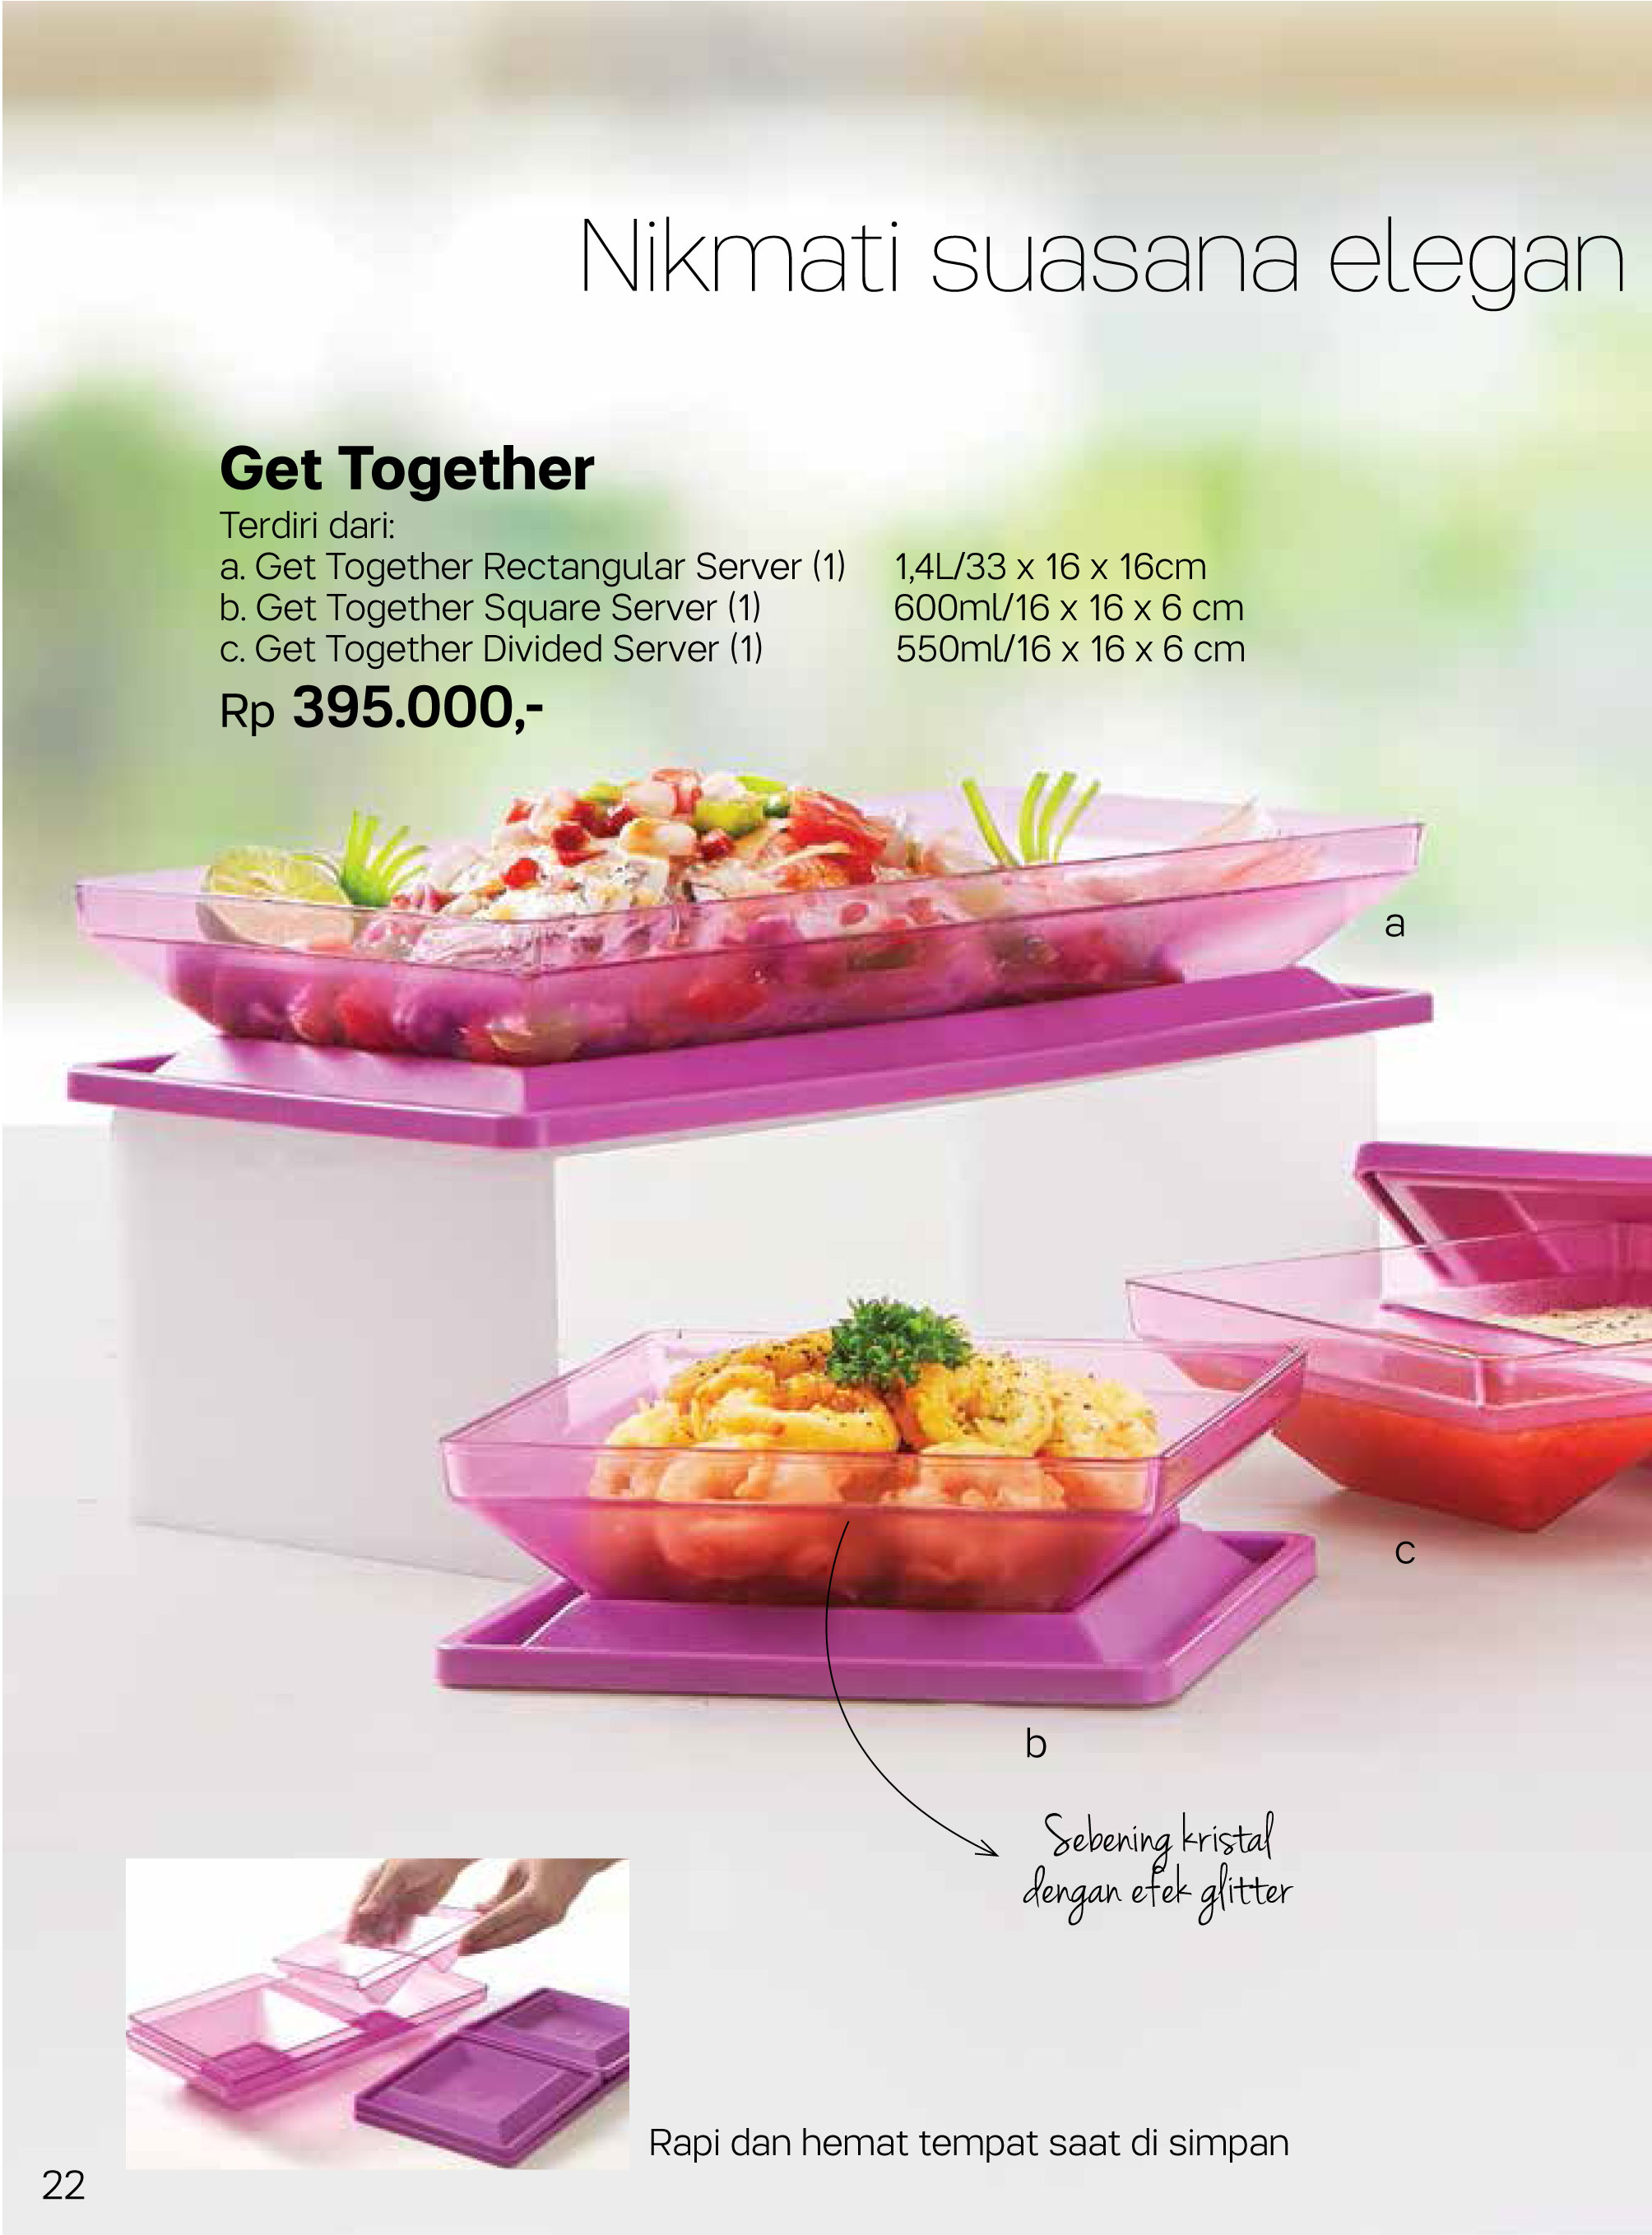 Nikmati suasana elegan
Get Together
Terdiri dari:
a. Get Together Rectangular Server (1) 1,4L/33 x 16 x 16cm
b. Get Together Square Server (1) 600ml/16 x 16 x 6 cm
c. Get Together Divided Server (1) 550ml/16 x 16 x 6 cm
Rp 395.000,-
a
c
b
Sebening kristal
dengan efek glitter
Rapi dan hemat tempat saat di simpan
22